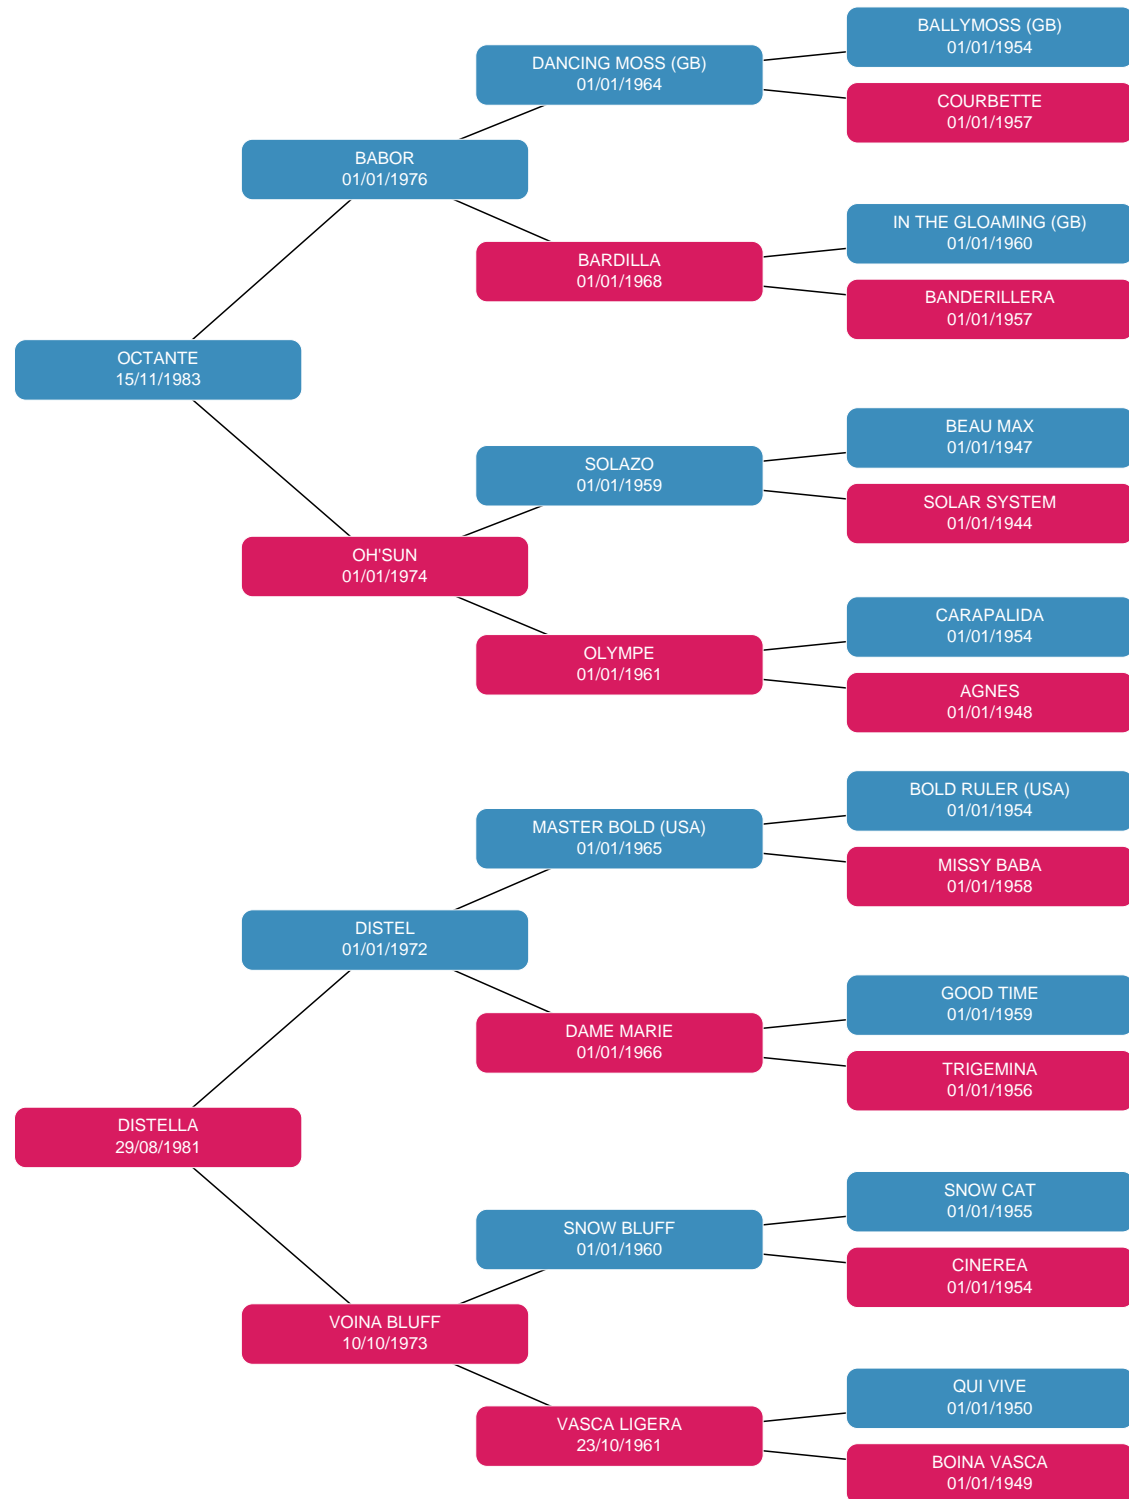 BALLYMOSS (GB)
01/01/1954
DANCING MOSS (GB)
01/01/1964
COURBETTE
01/01/1957
BABOR
01/01/1976
IN THE GLOAMING (GB)
01/01/1960
BARDILLA
01/01/1968
BANDERILLERA
01/01/1957
OCTANTE
15/11/1983
BEAU MAX
01/01/1947
SOLAZO
01/01/1959
SOLAR SYSTEM
01/01/1944
OH'SUN
01/01/1974
CARAPALIDA
01/01/1954
OLYMPE
01/01/1961
AGNES
01/01/1948
BOLD RULER (USA)
01/01/1954
MASTER BOLD (USA)
01/01/1965
MISSY BABA
01/01/1958
DISTEL
01/01/1972
GOOD TIME
01/01/1959
DAME MARIE
01/01/1966
TRIGEMINA
01/01/1956
DISTELLA
29/08/1981
SNOW CAT
01/01/1955
SNOW BLUFF
01/01/1960
CINEREA
01/01/1954
VOINA BLUFF
10/10/1973
QUI VIVE
01/01/1950
VASCA LIGERA
23/10/1961
BOINA VASCA
01/01/1949